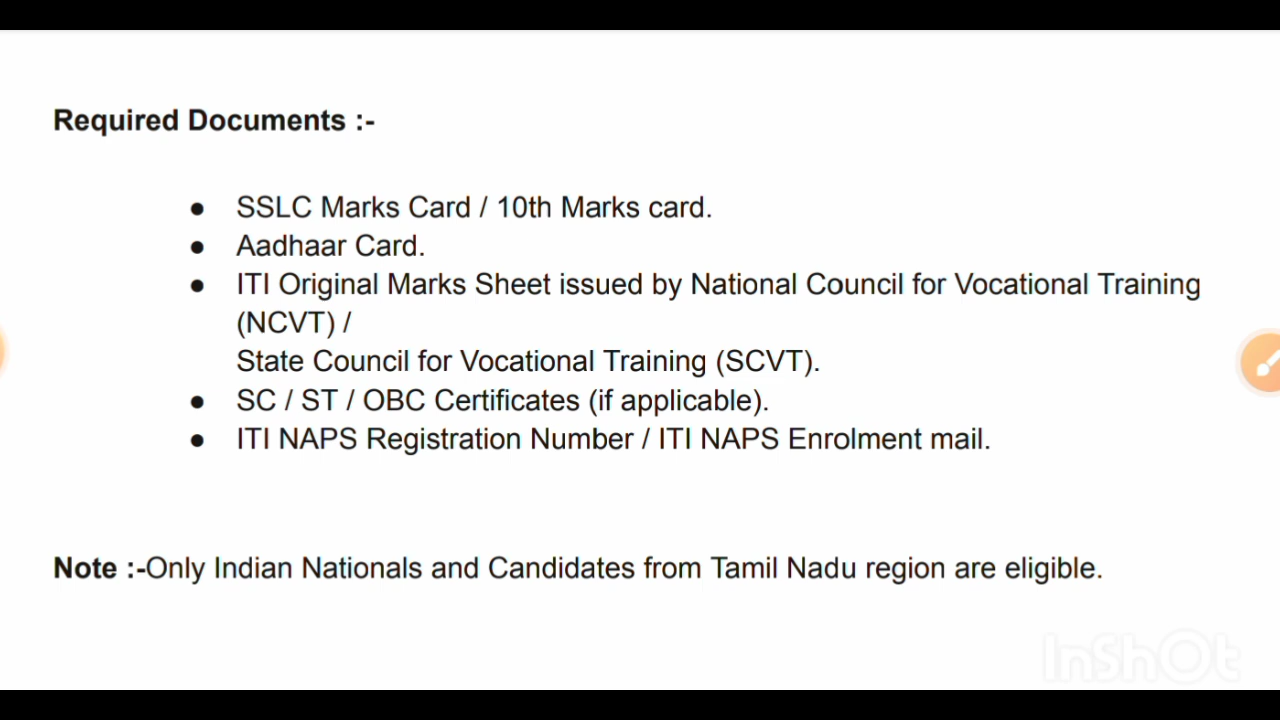 Required Documents :-
● SSLC Marks Card / 10th Marks card.
● Aadhaar Card.
● ITI Original Marks Sheet issued by National Council for Vocational Training
(NCVT) /
State Council for Vocational Training (SCVT).
● SC / ST / OBC Certificates (if applicable).
● ITI NAPS Registration Number / ITI NAPS Enrolment mail.
Note :-Only Indian Nationals and Candidates from Tamil Nadu region are eligible.
InShOt